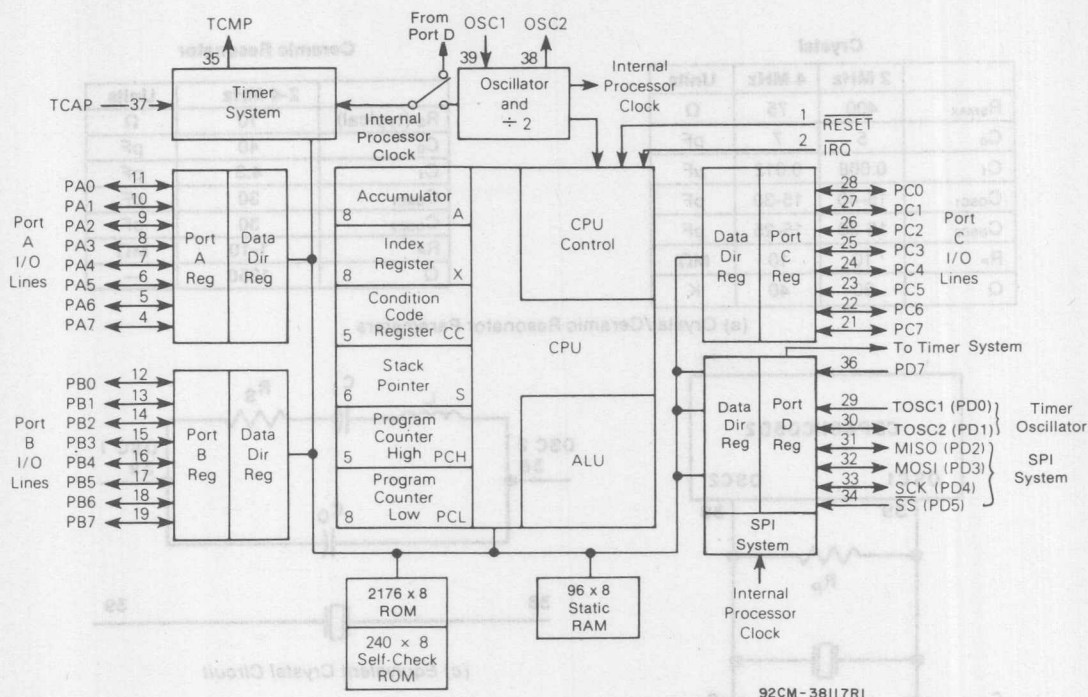 TCMP
From Port D
OSC1
OSC2
35
39
38
TCAP
37
Timer System
Oscillator and ÷ 2
Internal Processor Clock
Internal Processor Clock
1
RESET
2
IRQ
Port A I/O Lines
PA0 11
PA1 10
PA2 9
PA3 8
PA4 7
PA5 6
PA6 5
PA7 4
Port A Reg
Data Dir Reg
Accumulator
8 A
Index Register
8 X
Condition Code Register
5 CC
Stack Pointer
6 S
Program Counter High
5 PCH
Program Counter Low
8 PCL
CPU Control
CPU
ALU
Data Dir Reg
Port C Reg
28 PC0
27 PC1
26 PC2
25 PC3
24 PC4
23 PC5
22 PC6
21 PC7
Port C I/O Lines
Port B I/O Lines
PB0 12
PB1 13
PB2 14
PB3 15
PB4 16
PB5 17
PB6 18
PB7 19
Port B Reg
Data Dir Reg
Data Dir Reg
Port D Reg
SPI System
To Timer System
36 PD7
29 TOSC1 (PD0)
30 TOSC2 (PD1)
31 MISO (PD2)
32 MOSI (PD3)
33 SCK (PD4)
34 SS (PD5)
Timer Oscillator
SPI System
Internal Processor Clock
2176 x 8 ROM
240 × 8 Self-Check ROM
96 x 8 Static RAM
92CM-38117R1